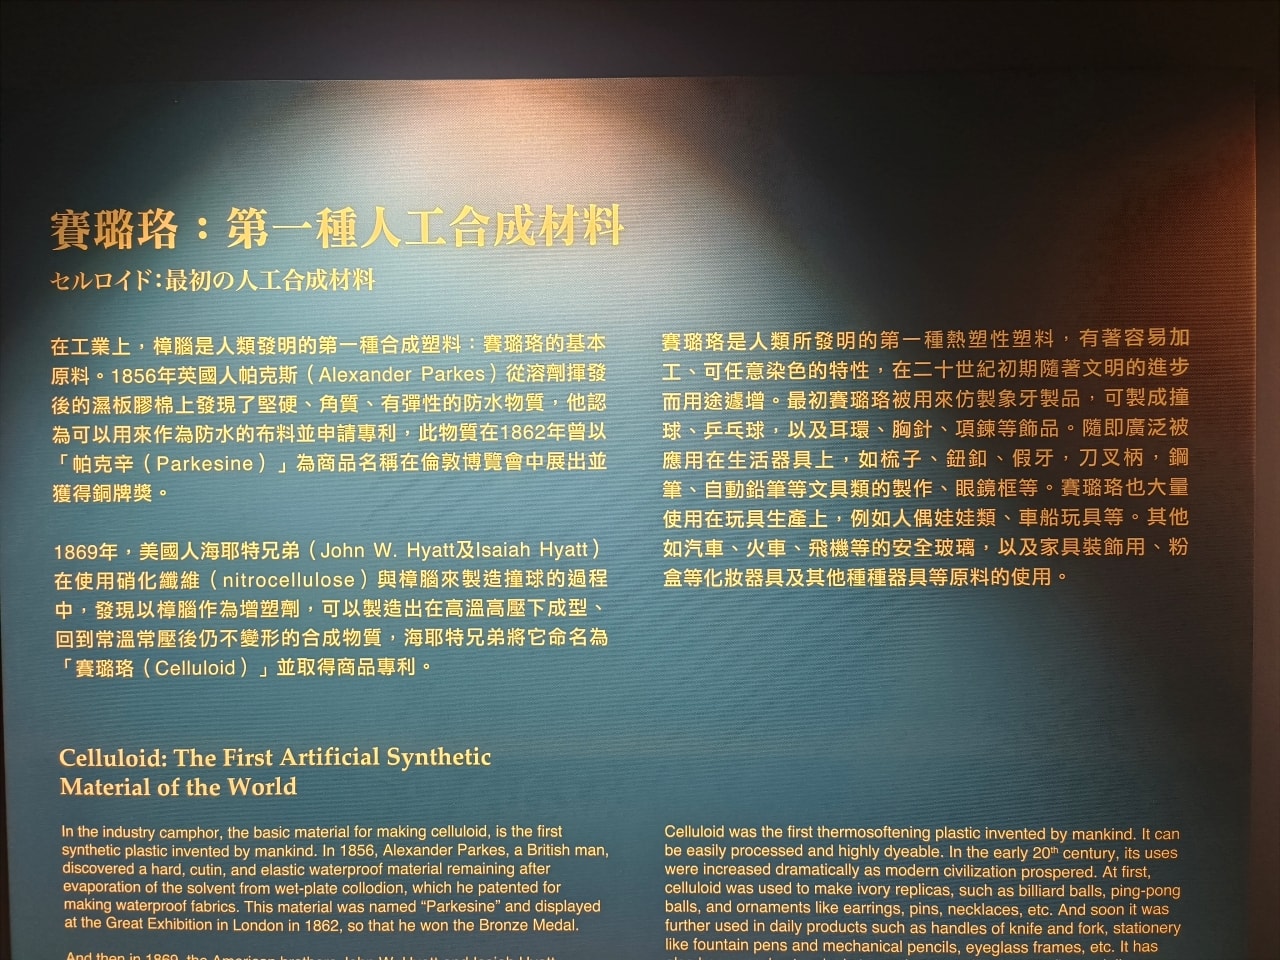 賽璐珞：第一種人工合成材料
セルロイド：最初の人工合成材料
在工業上，樟腦是人類發明的第一種合成塑料：賽璐珞的基本
原料。1856年英國人帕克斯（Alexander Parkes）從溶劑揮發
後的濕板膠棉上發現了堅硬、角質、有彈性的防水物質，他認
為可以用來作為防水的布料並申請專利，此物質在1862年曾以
「帕克辛（Parkesine）」為商品名稱在倫敦博覽會中展出並
獲得銅牌獎。
1869年，美國人海耶特兄弟（John W. Hyatt及Isaiah Hyatt）
在使用硝化纖維（nitrocellulose）與樟腦來製造撞球的過程
中，發現以樟腦作為增塑劑，可以製造出在高溫高壓下成型、
回到常溫常壓後仍不變形的合成物質，海耶特兄弟將它命名為
「賽璐珞（Celluloid）」並取得商品專利。
賽璐珞是人類所發明的第一種熱塑性塑料，有著容易加
工、可任意染色的特性，在二十世紀初期隨著文明的進步
而用途遽增。最初賽璐珞被用來仿製象牙製品，可製成撞
球、乒乓球，以及耳環、胸針、項鍊等飾品。隨即廣泛被
應用在生活器具上，如梳子、鈕釦、假牙，刀叉柄，鋼
筆、自動鉛筆等文具類的製作、眼鏡框等。賽璐珞也大量
使用在玩具生產上，例如人偶娃娃類、車船玩具等。其他
如汽車、火車、飛機等的安全玻璃，以及家具裝飾用、粉
盒等化妝器具及其他種種器具等原料的使用。
Celluloid: The First Artificial Synthetic
Material of the World
In the industry camphor, the basic material for making celluloid, is the first
synthetic plastic invented by mankind. In 1856, Alexander Parkes, a British man,
discovered a hard, cutin, and elastic waterproof material remaining after
evaporation of the solvent from wet-plate collodion, which he patented for
making waterproof fabrics. This material was named “Parkesine” and displayed
at the Great Exhibition in London in 1862, so that he won the Bronze Medal.
And then in 1869, the American brothers John W. Hyatt and Isaiah Hyatt
Celluloid was the first thermosoftening plastic invented by mankind. It can
be easily processed and highly dyeable. In the early 20th century, its uses
were increased dramatically as modern civilization prospered. At first,
celluloid was used to make ivory replicas, such as billiard balls, ping-pong
balls, and ornaments like earrings, pins, necklaces, etc. And soon it was
further used in daily products such as handles of knife and fork, stationery
like fountain pens and mechanical pencils, eyeglass frames, etc. It has